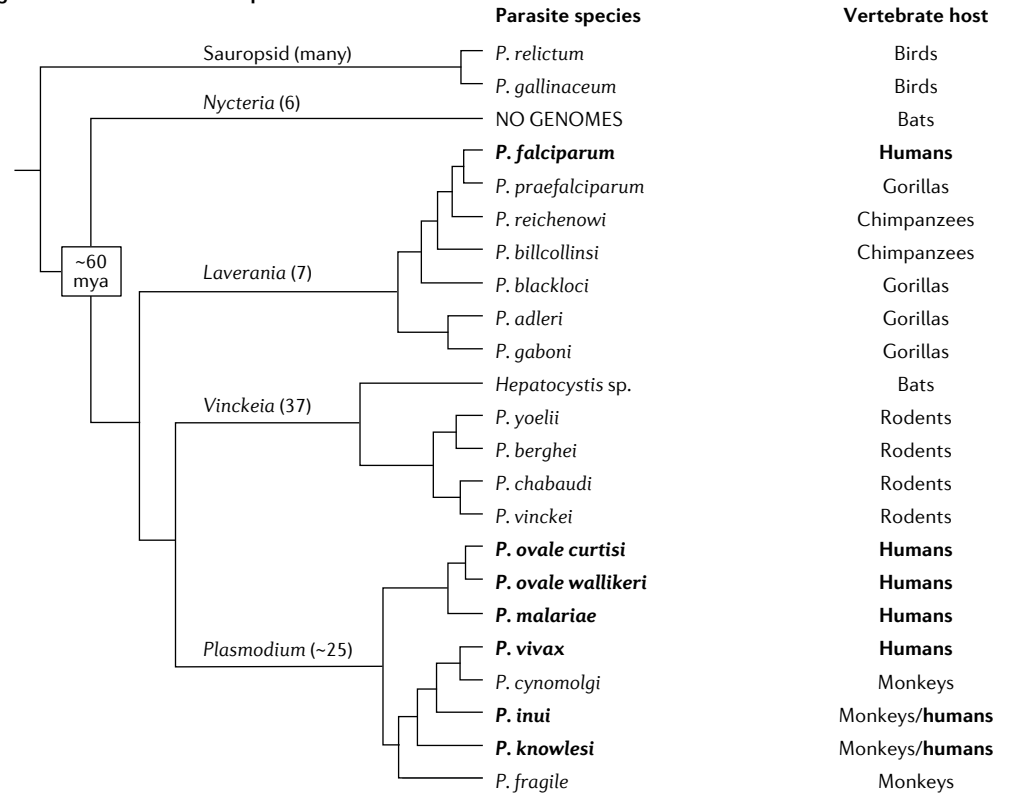 Parasite species Vertebrate host
Sauropsid (many) P. relictum Birds
P. gallinaceum Birds
Nycteria (6) NO GENOMES Bats
P. falciparum Humans
P. praefalciparum Gorillas
P. reichenowi Chimpanzees
P. billcollinsi Chimpanzees
~60
mya
Laverania (7) P. blackloci Gorillas
P. adleri Gorillas
P. gaboni Gorillas
Hepatocystis sp. Bats
Vinckeia (37) P. yoelii Rodents
P. berghei Rodents
P. chabaudi Rodents
P. vinckei Rodents
P. ovale curtisi Humans
P. ovale wallikeri Humans
P. malariae Humans
Plasmodium (~25) P. vivax Humans
P. cynomolgi Monkeys
P. inui Monkeys/humans
P. knowlesi Monkeys/humans
P. fragile Monkeys